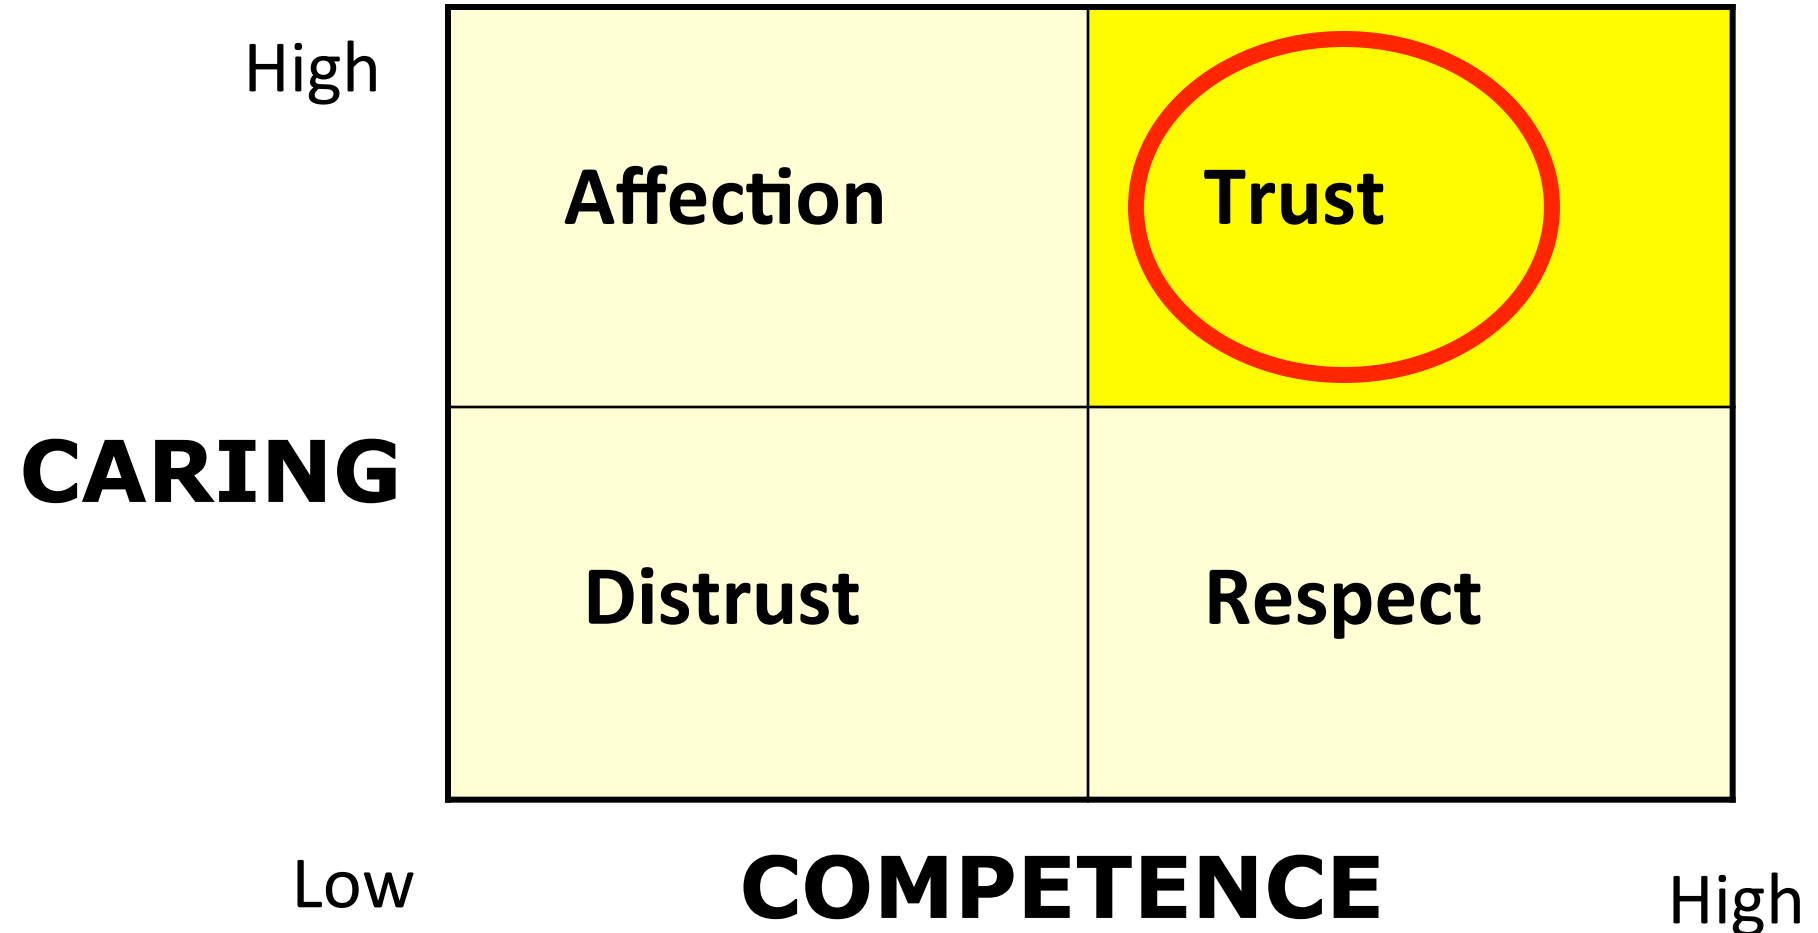 High
Affection
Trust
CARING
Distrust
Respect
Low
COMPETENCE
High